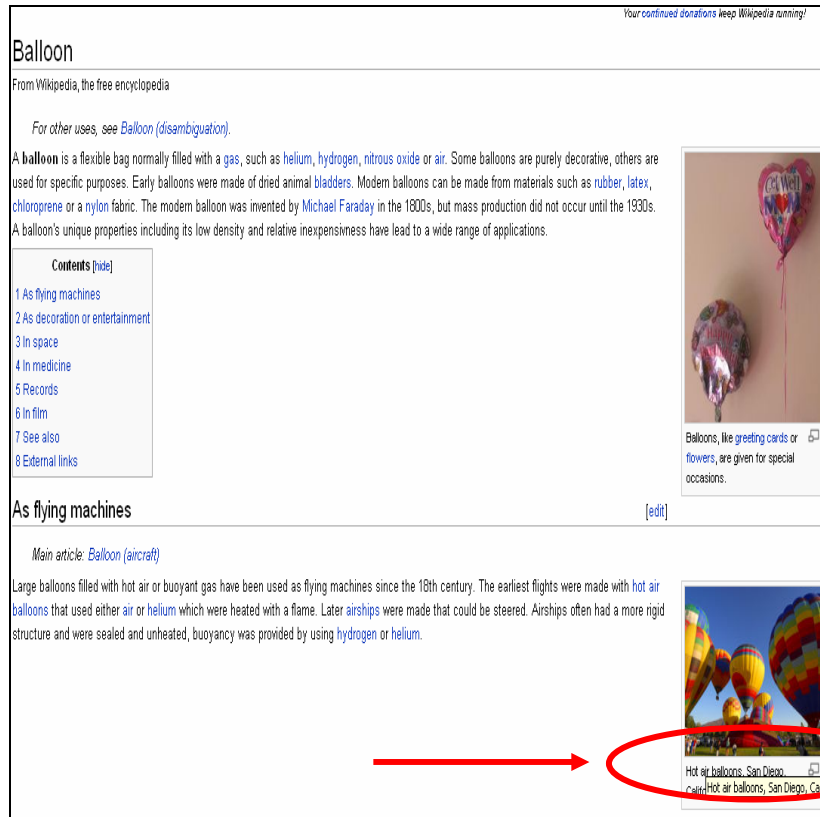 Your continued donations keep Wikipedia running!
Balloon
From Wikipedia, the free encyclopedia
For other uses, see Balloon (disambiguation).
A balloon is a flexible bag normally filled with a gas, such as helium, hydrogen, nitrous oxide or air. Some balloons are purely decorative, others are
used for specific purposes. Early balloons were made of dried animal bladders. Modern balloons can be made from materials such as rubber, latex,
chloroprene or a nylon fabric. The modern balloon was invented by Michael Faraday in the 1800s, but mass production did not occur until the 1930s.
A balloon's unique properties including its low density and relative inexpensivness have lead to a wide range of applications.
Get Well
Balloons, like greeting cards or
flowers, are given for special
occasions.
Contents [hide]
1 As flying machines
2 As decoration or entertainment
3 In space
4 In medicine
5 Records
6 In film
7 See also
8 External links
As flying machines [edit]
Main article: Balloon (aircraft)
Large balloons filled with hot air or buoyant gas have been used as flying machines since the 18th century. The earliest flights were made with hot air
balloons that used either air or helium which were heated with a flame. Later airships were made that could be steered. Airships often had a more rigid
structure and were sealed and unheated, buoyancy was provided by using hydrogen or helium.
Hot air balloons, San Diego,
Califo
Hot air balloons, San Diego, Ca